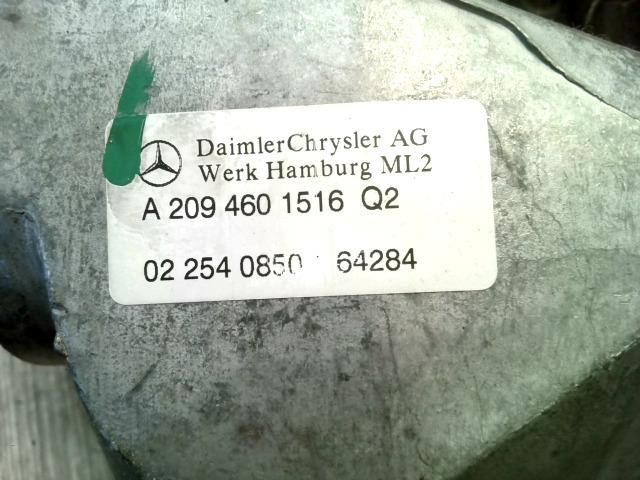 DaimlerChrysler AG
Werk Hamburg ML2
A 209 460 1516 Q2
02 254 0850 64284